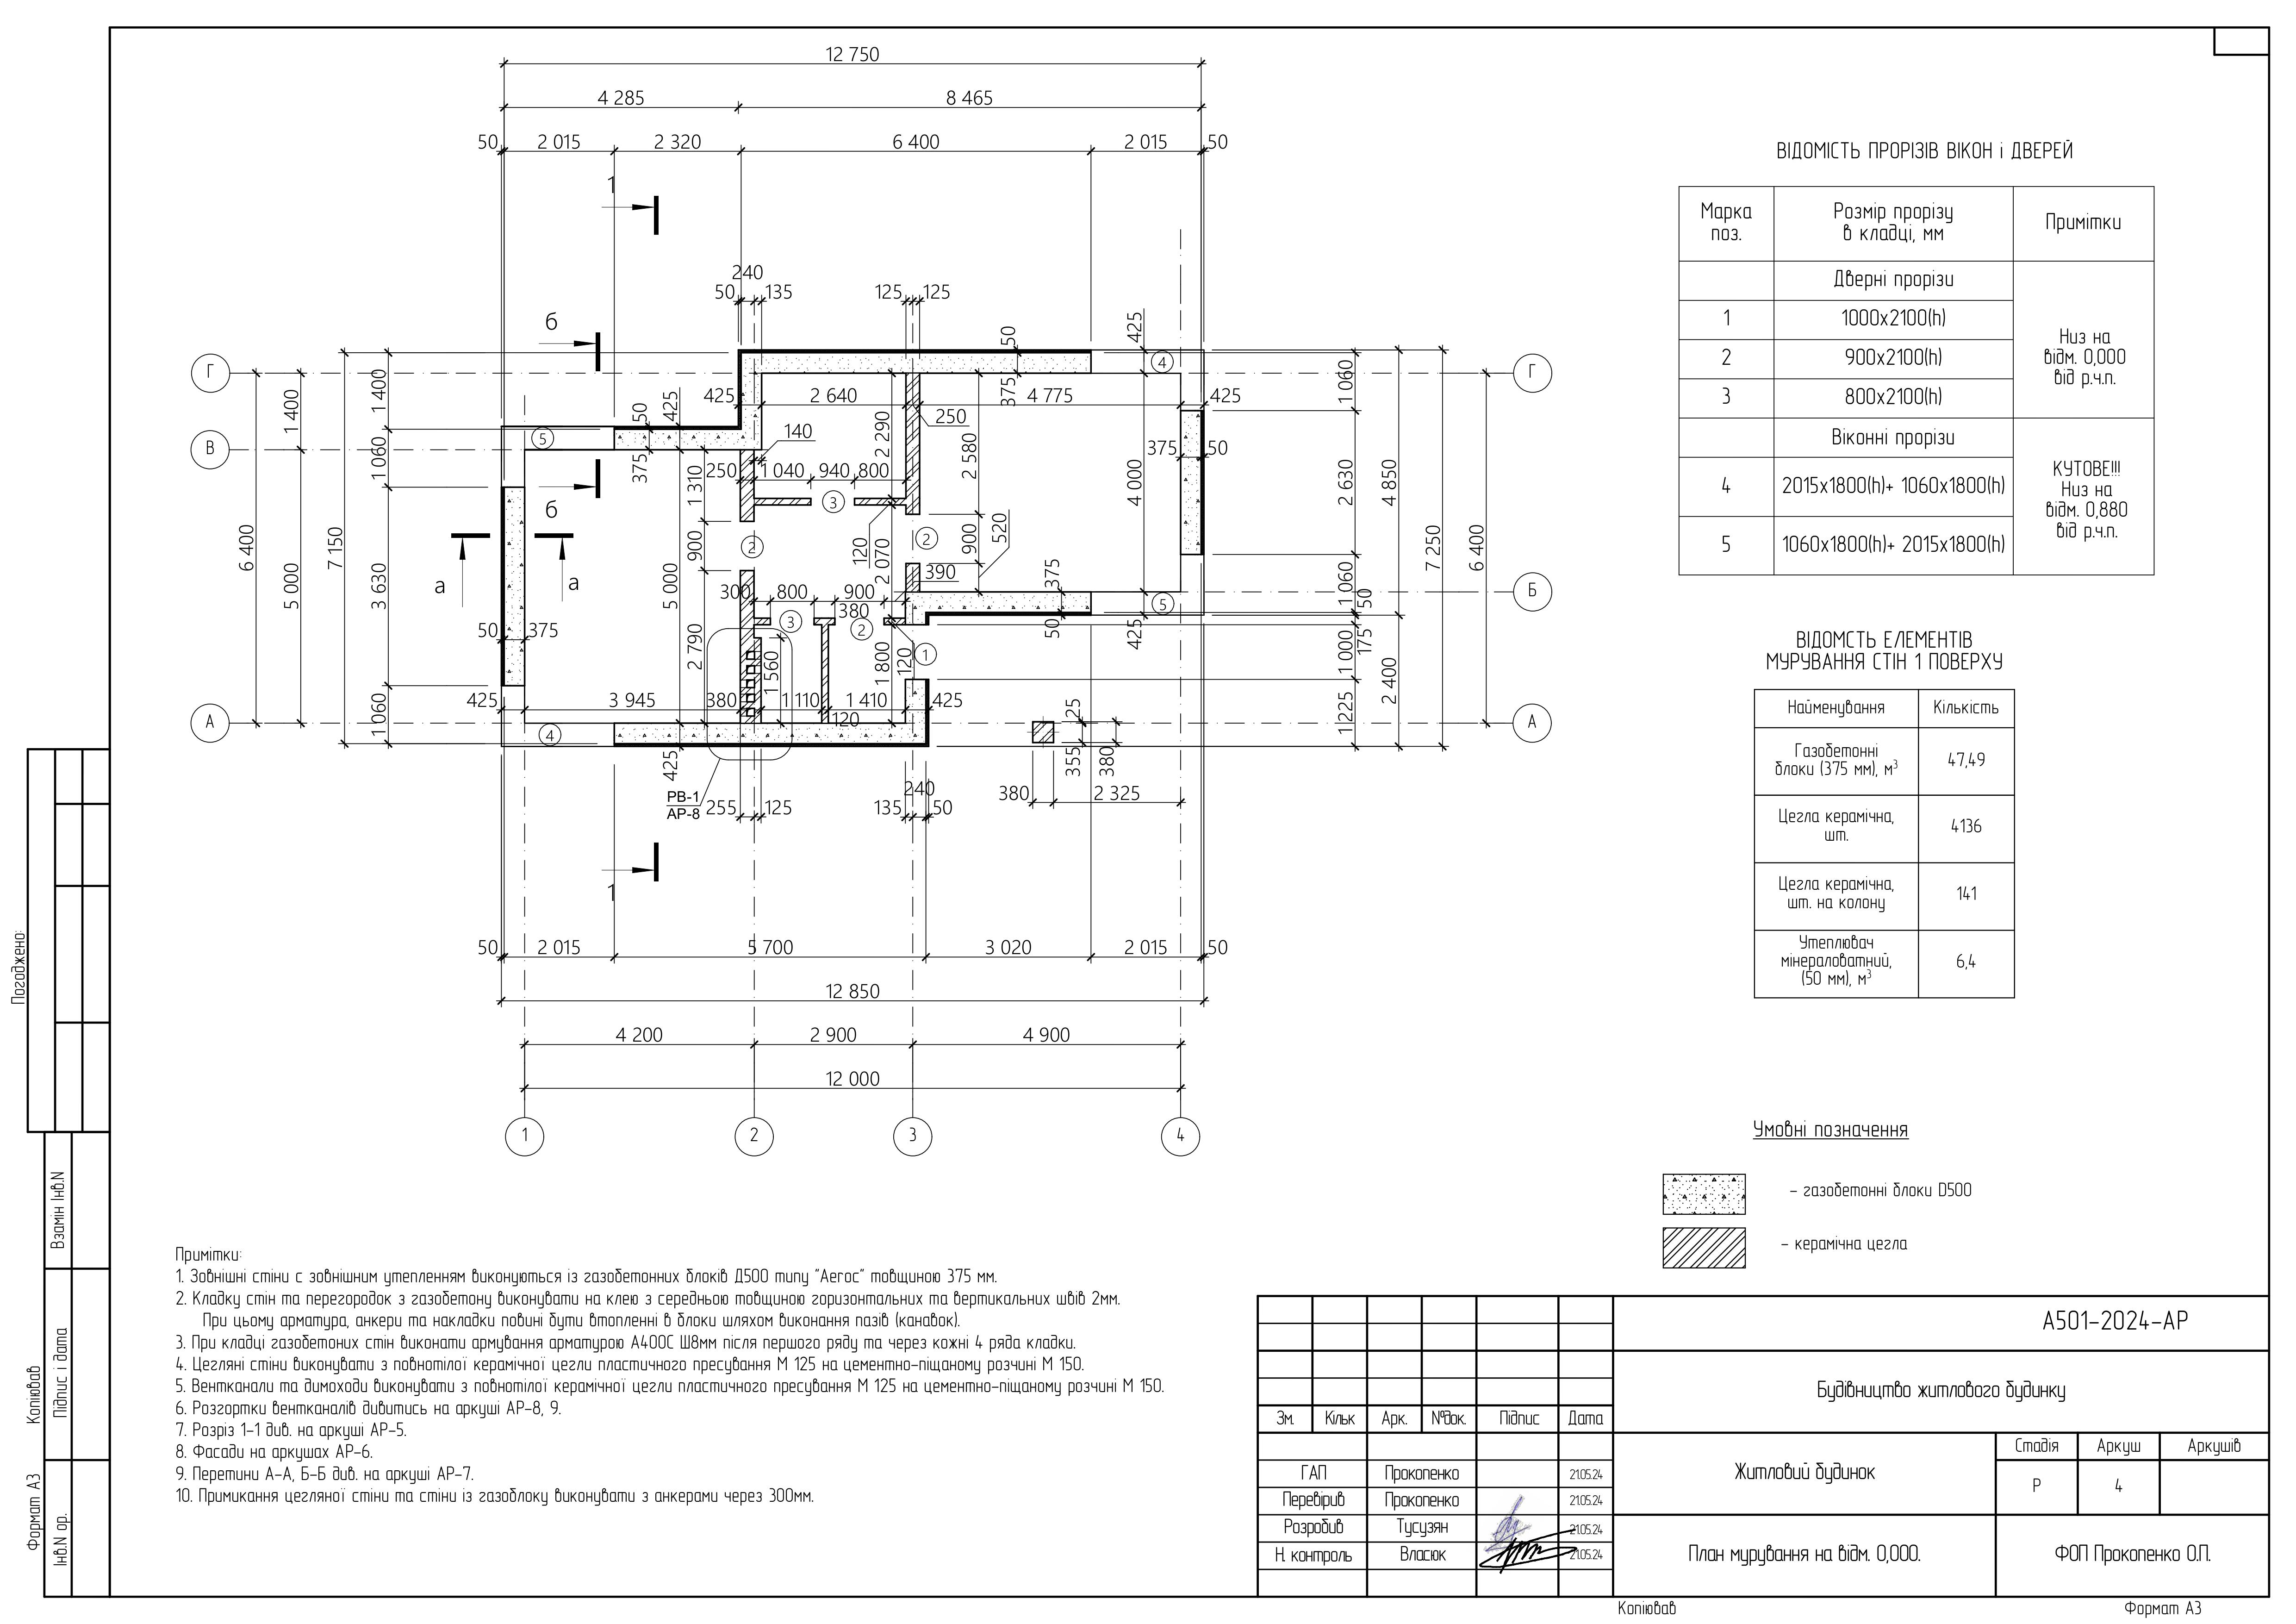 12 750
4 285
8 465
50
2 015
2 320
6 400
2 015
50
1
240
50
135
125
125
б
50
425
Г
4
1 060
Г
1 400
1 400
50
425
425
2 640
375
4 775
425
250
В
5
140
2 290
2 580
375
50
375
1 060
250
1 040
940
800
1 310
4 000
2 630
4 850
3
б
6 400
7 150
900
2
2
120
2 070
900
520
7 250
6 400
а
а
5 000
3 630
5 000
390
375
1 060
Б
300
800
900
380
50
5
3
2
50
425
50
375
2 790
1 560
1 800
120
1
1 000
175
2 400
425
3 945
380
1 110
1 410
425
1225
А
1060
120
25
А
4
425
355
380
240
380
2 325
РВ-1
АР-8
255
125
135
50
1
50
2 015
5 700
3 020
2 015
50
12 850
4 200
2 900
4 900
12 000
1
2
3
4
ВІДОМІСТЬ ПРОРІЗІВ ВІКОН і ДВЕРЕЙ
Марка
поз.
Розмір прорізу
в кладці, мм
Примітки
Дверні прорізи
1
1000х2100(h)
2
900х2100(h)
3
800х2100(h)
Низ на
відм. 0,000
від р.ч.п.
Віконні прорізи
4
2015х1800(h)+ 1060х1800(h)
5
1060х1800(h)+ 2015х1800(h)
КУТОВЕ!!!
Низ на
відм. 0,880
від р.ч.п.
ВІДОМСТЬ ЕЛЕМЕНТІВ
МУРУВАННЯ СТІН 1 ПОВЕРХУ
Найменування
Кількість
Газобетонні
блоки (375 мм), м³
47,49
Цегла керамічна,
шт.
4136
Цегла керамічна,
шт. на колону
141
Утеплювач
мінераловатний,
(50 мм), м³
6,4
Умовні позначення
- газобетонні блоки D500
- керамічна цегла
Примітки:
1. Зовнішні стіни с зовнішним утепленням виконуються із газобетонних блоків Д500 типу "Аегос" товщиною 375 мм.
2. Кладку стін та перегородок з газобетону виконувати на клею з середньою товщиною горизонтальних та вертикальних швів 2мм.
При цьому арматура, анкери та накладки повині бути втопленні в блоки шляхом виконання пазів (канавок).
3. При кладці газобетоних стін виконати армування арматурою А400С Ш8мм після першого ряду та через кожні 4 ряда кладки.
4. Цегляні стіни виконувати з повнотілої керамічної цегли пластичного пресування М 125 на цементно-піщаному розчині М 150.
5. Вентканали та димоходи виконувати з повнотілої керамічної цегли пластичного пресування М 125 на цементно-піщаному розчині М 150.
6. Розгортки вентканалів дивитись на аркуші АР-8, 9.
7. Розріз 1-1 див. на аркуші АР-5.
8. Фасади на аркушах АР-6.
9. Перетини А-А, Б-Б див. на аркуші АР-7.
10. Примикання цегляної стіни та стіни із газоблоку виконувати з анкерами через 300мм.
Погоджено:
Взамін Інв.N
Підпис і дата
Інв.N ор.
Копіював
Формат А3
А501-2024-АР
Будівництво житлового будинку
Зм.
Кільк
Арк.
№док.
Підпис
Дата
Житловий будинок
Стадія
Аркуш
Аркушів
Р
4
ГАП
Прокопенко
21.05.24
Перевірив
Прокопенко
21.05.24
Розробив
Тусузян
21.05.24
Н. контроль
Власюк
21.05.24
План мурування на відм. 0,000.
ФОП Прокопенко О.П.
Копіював
Формат А3